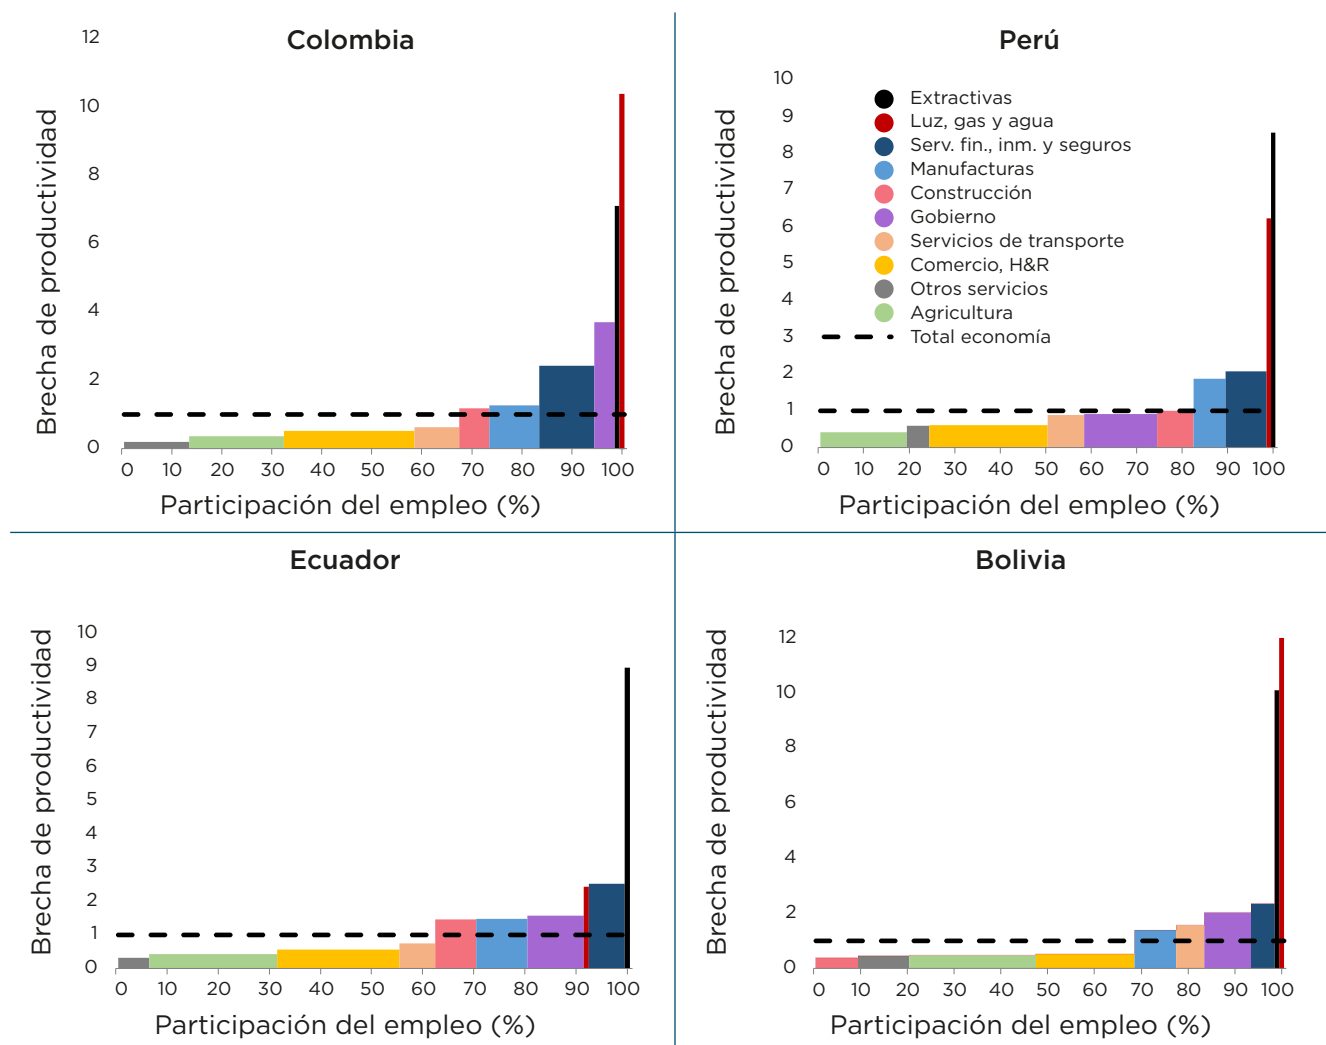 Colombia
12
10
8
6
4
2
0
Brecha de productividad
0 10 20 30 40 50 60 70 80 90 100
Participación del empleo (%)
Perú
10
9
8
7
6
5
4
3
2
1
0
Brecha de productividad
Extractivas
Luz, gas y agua
Serv. fin., inm. y seguros
Manufacturas
Construcción
Gobierno
Servicios de transporte
Comercio, H&R
Otros servicios
Agricultura
Total economía
0 10 20 30 40 50 60 70 80 90 100
Participación del empleo (%)
Ecuador
10
9
8
7
6
5
4
3
2
1
0
Brecha de productividad
0 10 20 30 40 50 60 70 80 90 100
Participación del empleo (%)
Bolivia
12
10
8
6
4
2
0
Brecha de productividad
0 10 20 30 40 50 60 70 80 90 100
Participación del empleo (%)